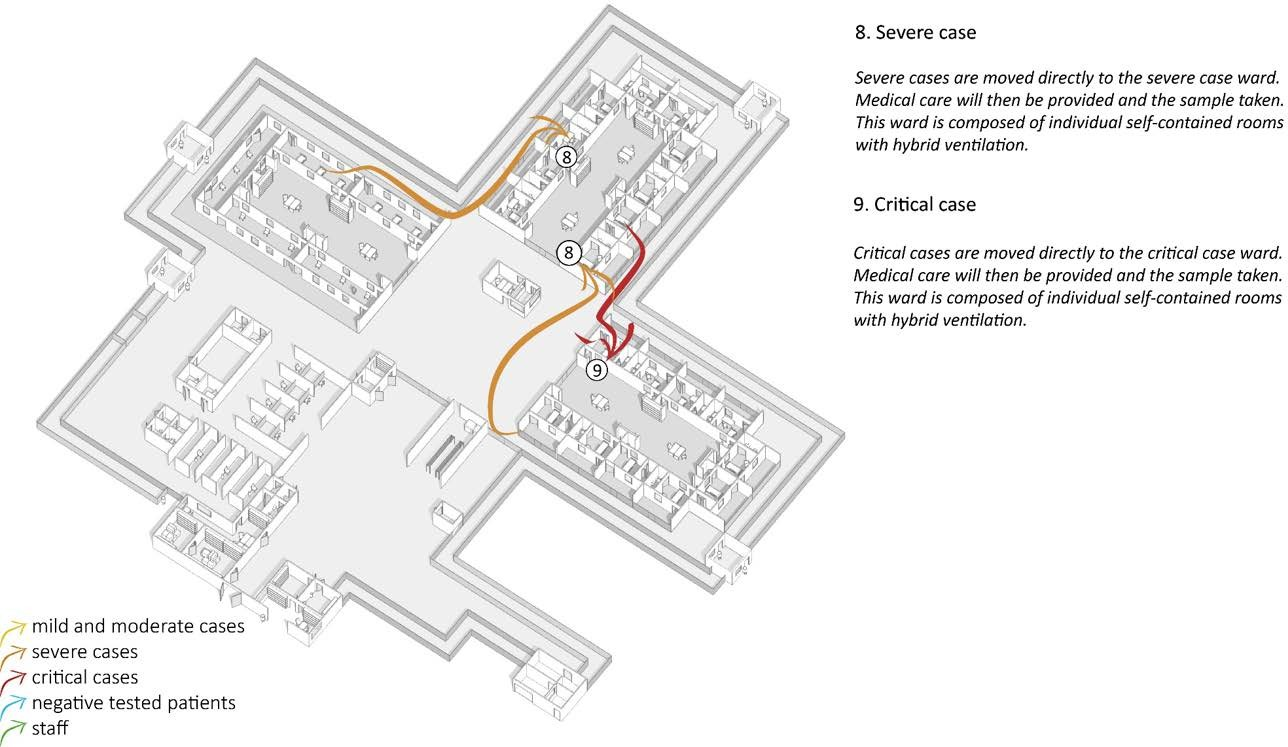 8. Severe case
Severe cases are moved directly to the severe case ward.
Medical care will then be provided and the sample taken.
This ward is composed of individual self-contained rooms
with hybrid ventilation.
9. Critical case
Critical cases are moved directly to the critical case ward.
Medical care will then be provided and the sample taken.
This ward is composed of individual self-contained rooms
with hybrid ventilation.
8
8
9
mild and moderate cases
severe cases
critical cases
negative tested patients
staff